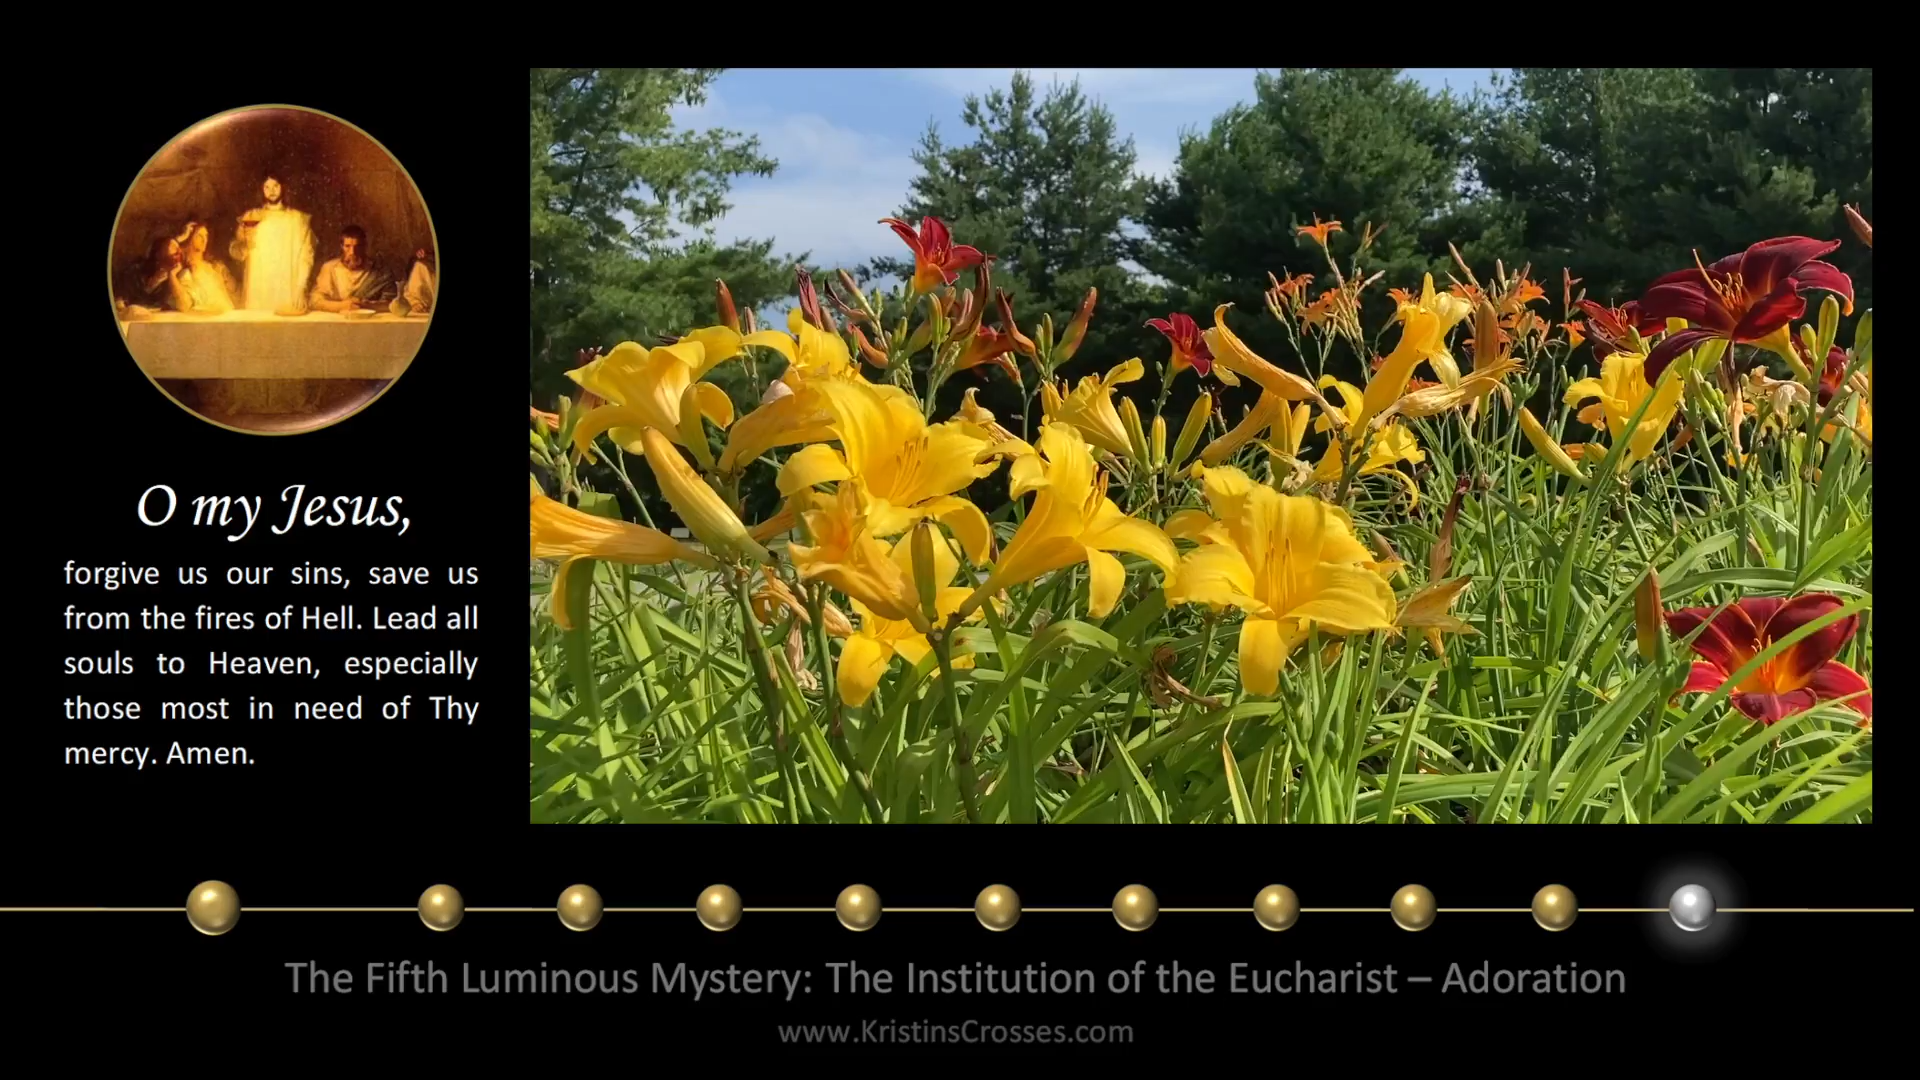 O my Jesus,
forgive us our sins, save us
from the fires of Hell. Lead all
souls to Heaven, especially
those most in need of Thy
mercy. Amen.
The Fifth Luminous Mystery: The Institution of the Eucharist – Adoration
www.KristinsCrosses.com